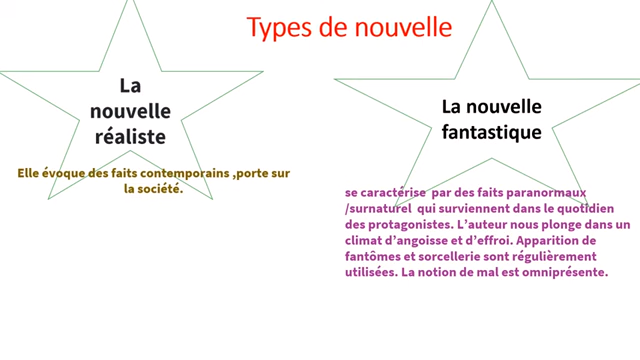 Types de nouvelle
La
nouvelle
réaliste
Elle évoque des faits contemporains ,porte sur
la société.
La nouvelle
fantastique
se caractérise par des faits paranormaux
/surnaturel qui surviennent dans le quotidien
des protagonistes. L'auteur nous plonge dans un
climat d'angoisse et d'effroi. Apparition de
fantômes et sorcellerie sont régulièrement
utilisées. La notion de mal est omniprésente.